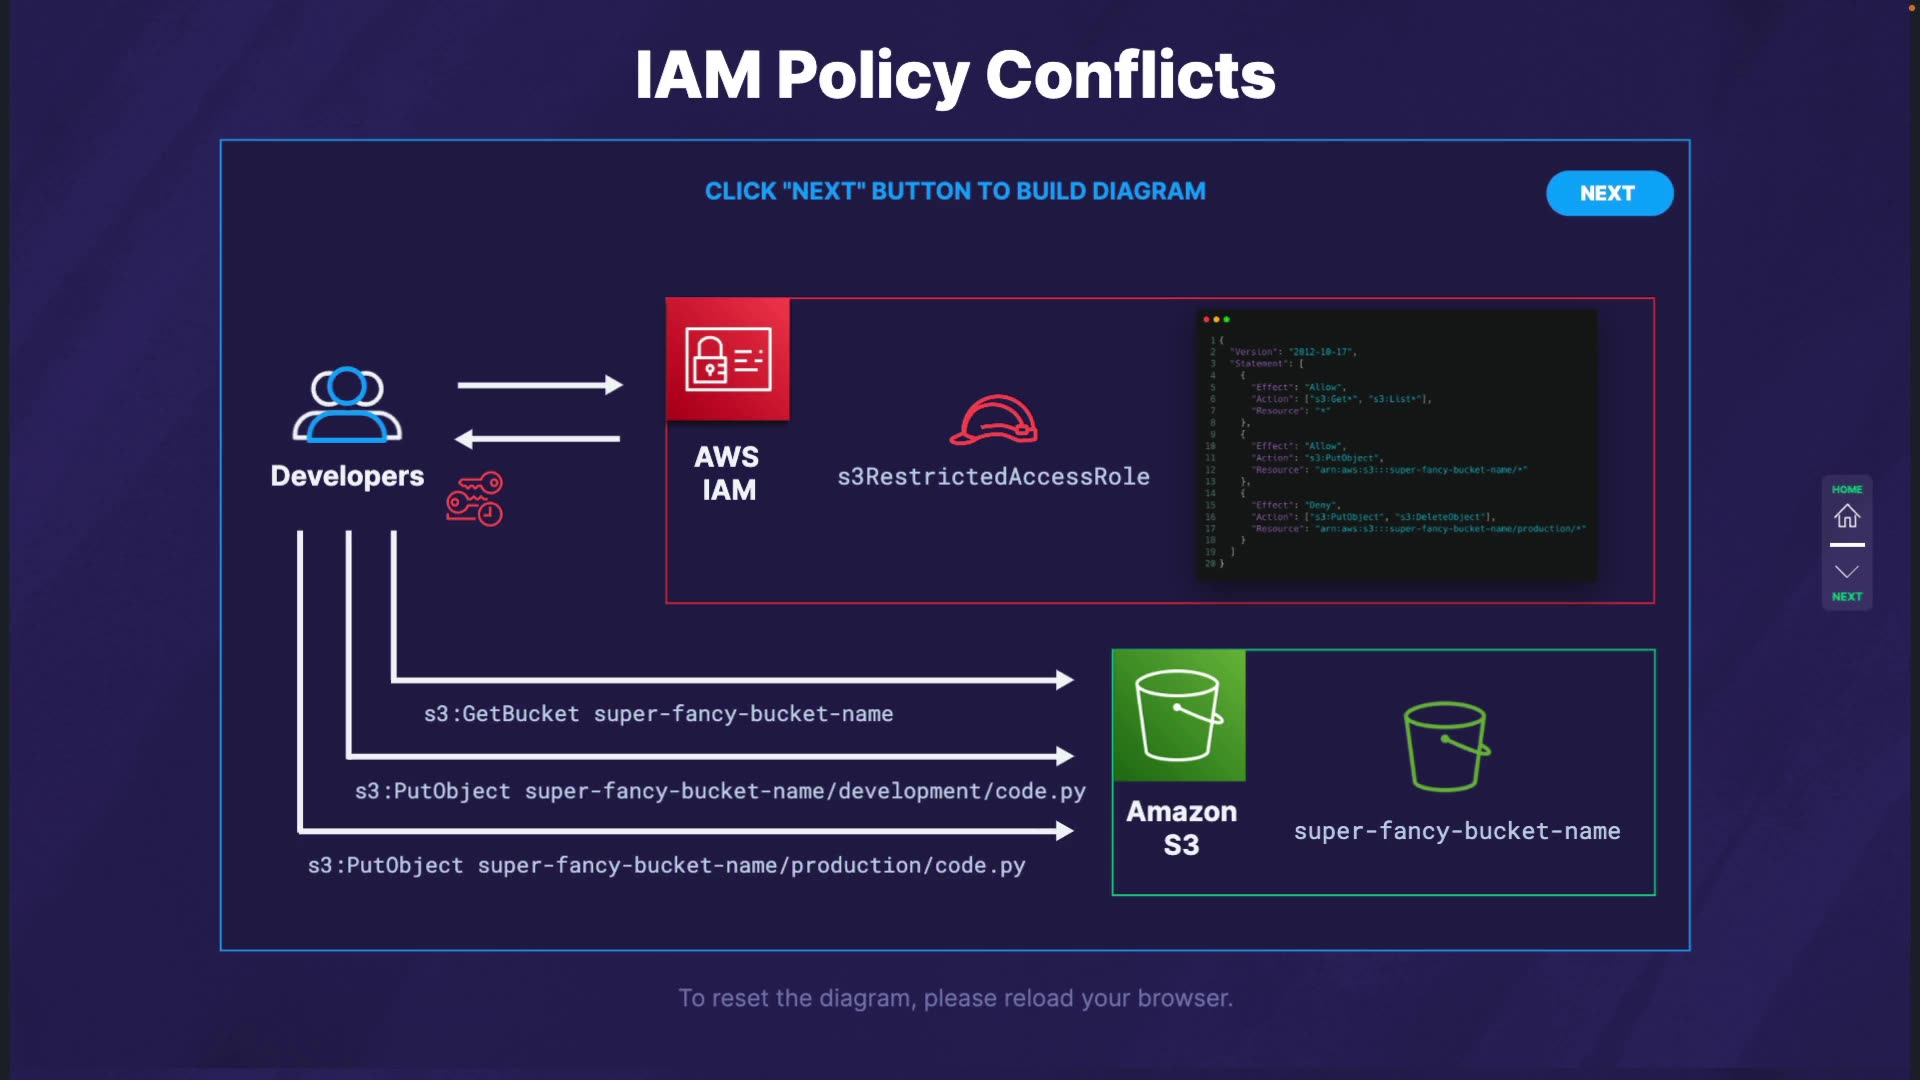 IAM Policy Conflicts
CLICK "NEXT" BUTTON TO BUILD DIAGRAM
NEXT
Developers
AWS
IAM
s3RestrictedAccessRole
1 {
2 "Version": "2012-10-17",
3 "Statement": [
4 {
5 "Effect": "Allow",
6 "Action": ["s3:Get*", "s3:List*"],
7 "Resource": "*"
8 },
9 {
10 "Effect": "Allow",
11 "Action": "s3:PutObject",
12 "Resource": "arn:aws:s3:::super-fancy-bucket-name/*"
13 },
14 {
15 "Effect": "Deny",
16 "Action": ["s3:PutObject", "s3:DeleteObject"],
17 "Resource": "arn:aws:s3:::super-fancy-bucket-name/production/*"
18 }
19 ]
20 }
HOME
NEXT
s3:GetBucket super-fancy-bucket-name
s3:PutObject super-fancy-bucket-name/development/code.py
s3:PutObject super-fancy-bucket-name/production/code.py
Amazon
S3
super-fancy-bucket-name
To reset the diagram, please reload your browser.